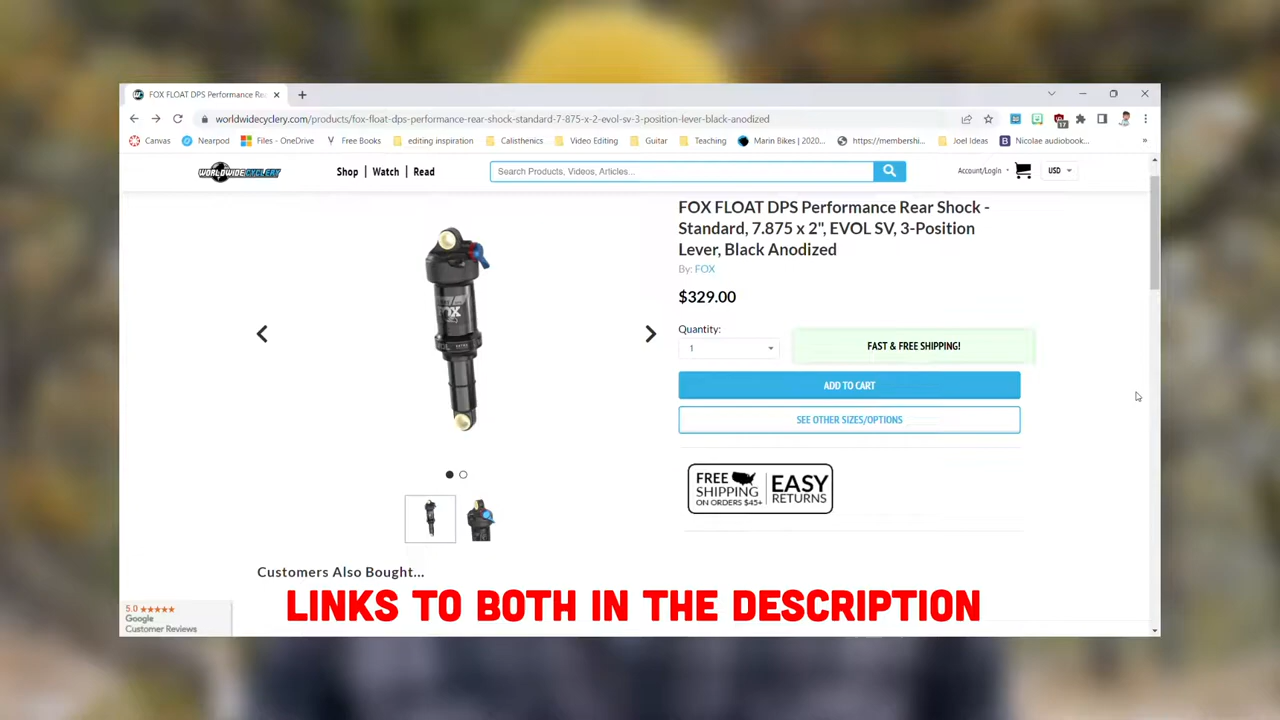 FOX FLOAT DPS Performance Re
worldwidecyclery.com/products/fox-float-dps-performance-rear-shock-standard-7-875-x-2-evol-sv-3-position-lever-black-anodized
17
Canvas Nearpod Files - OneDrive Free Books editing inspiration Calisthenics Video Editing Guitar Teaching Marin Bikes | 2020... https://membershi... Joel Ideas Nicolae audiobook... »
WORLDWIDE CYCLERY Shop Watch Read Search Products, Videos, Articles... Account/Login USD
FOX FLOAT DPS Performance Rear Shock -
Standard, 7.875 x 2", EVOL SV, 3-Position
Lever, Black Anodized
By: FOX
$329.00
Quantity:
1
FAST & FREE SHIPPING!
ADD TO CART
SEE OTHER SIZES/OPTIONS
FOX
FREE
SHIPPING
ON ORDERS $45+
EASY
RETURNS
Customers Also Bought...
5.0 ★★★★★
Google
Customer Reviews
LINKS TO BOTH IN THE DESCRIPTION